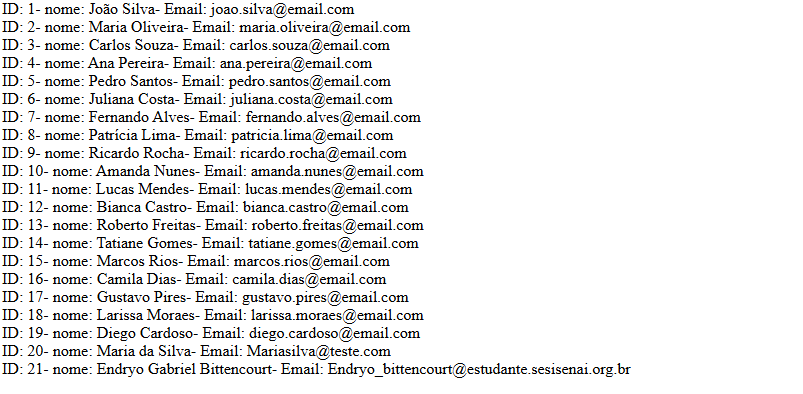 ID: 1- nome: João Silva- Email: joao.silva@email.com
ID: 2- nome: Maria Oliveira- Email: maria.oliveira@email.com
ID: 3- nome: Carlos Souza- Email: carlos.souza@email.com
ID: 4- nome: Ana Pereira- Email: ana.pereira@email.com
ID: 5- nome: Pedro Santos- Email: pedro.santos@email.com
ID: 6- nome: Juliana Costa- Email: juliana.costa@email.com
ID: 7- nome: Fernando Alves- Email: fernando.alves@email.com
ID: 8- nome: Patrícia Lima- Email: patricia.lima@email.com
ID: 9- nome: Ricardo Rocha- Email: ricardo.rocha@email.com
ID: 10- nome: Amanda Nunes- Email: amanda.nunes@email.com
ID: 11- nome: Lucas Mendes- Email: lucas.mendes@email.com
ID: 12- nome: Bianca Castro- Email: bianca.castro@email.com
ID: 13- nome: Roberto Freitas- Email: roberto.freitas@email.com
ID: 14- nome: Tatiane Gomes- Email: tatiane.gomes@email.com
ID: 15- nome: Marcos Rios- Email: marcos.rios@email.com
ID: 16- nome: Camila Dias- Email: camila.dias@email.com
ID: 17- nome: Gustavo Pires- Email: gustavo.pires@email.com
ID: 18- nome: Larissa Moraes- Email: larissa.moraes@email.com
ID: 19- nome: Diego Cardoso- Email: diego.cardoso@email.com
ID: 20- nome: Maria da Silva- Email: Mariasilva@teste.com
ID: 21- nome: Endryo Gabriel Bittencourt- Email: Endryo_bittencourt@estudante.sesisenai.org.br